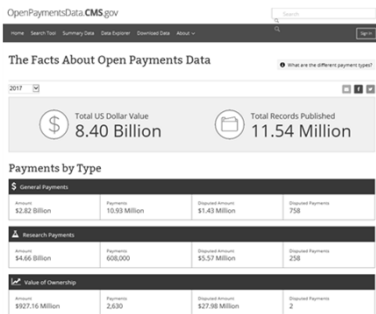 OpenPaymentsData.CMS.gov
Search
Home Search Tool Summary Data Data Explorer Download Data About
Sign In
The Facts About Open Payments Data
What are the different payment types?
2017
Total US Dollar Value
8.40 Billion
Total Records Published
11.54 Million
Payments by Type
General Payments
Amount
$2.82 Billion
Payments
10.93 Million
Disputed Amount
$1.43 Million
Disputed Payments
758
Research Payments
Amount
$4.66 Billion
Payments
608,000
Disputed Amount
$5.57 Million
Disputed Payments
258
Value of Ownership
Amount
$927.16 Million
Payments
2,630
Disputed Amount
$27.98 Million
Disputed Payments
2